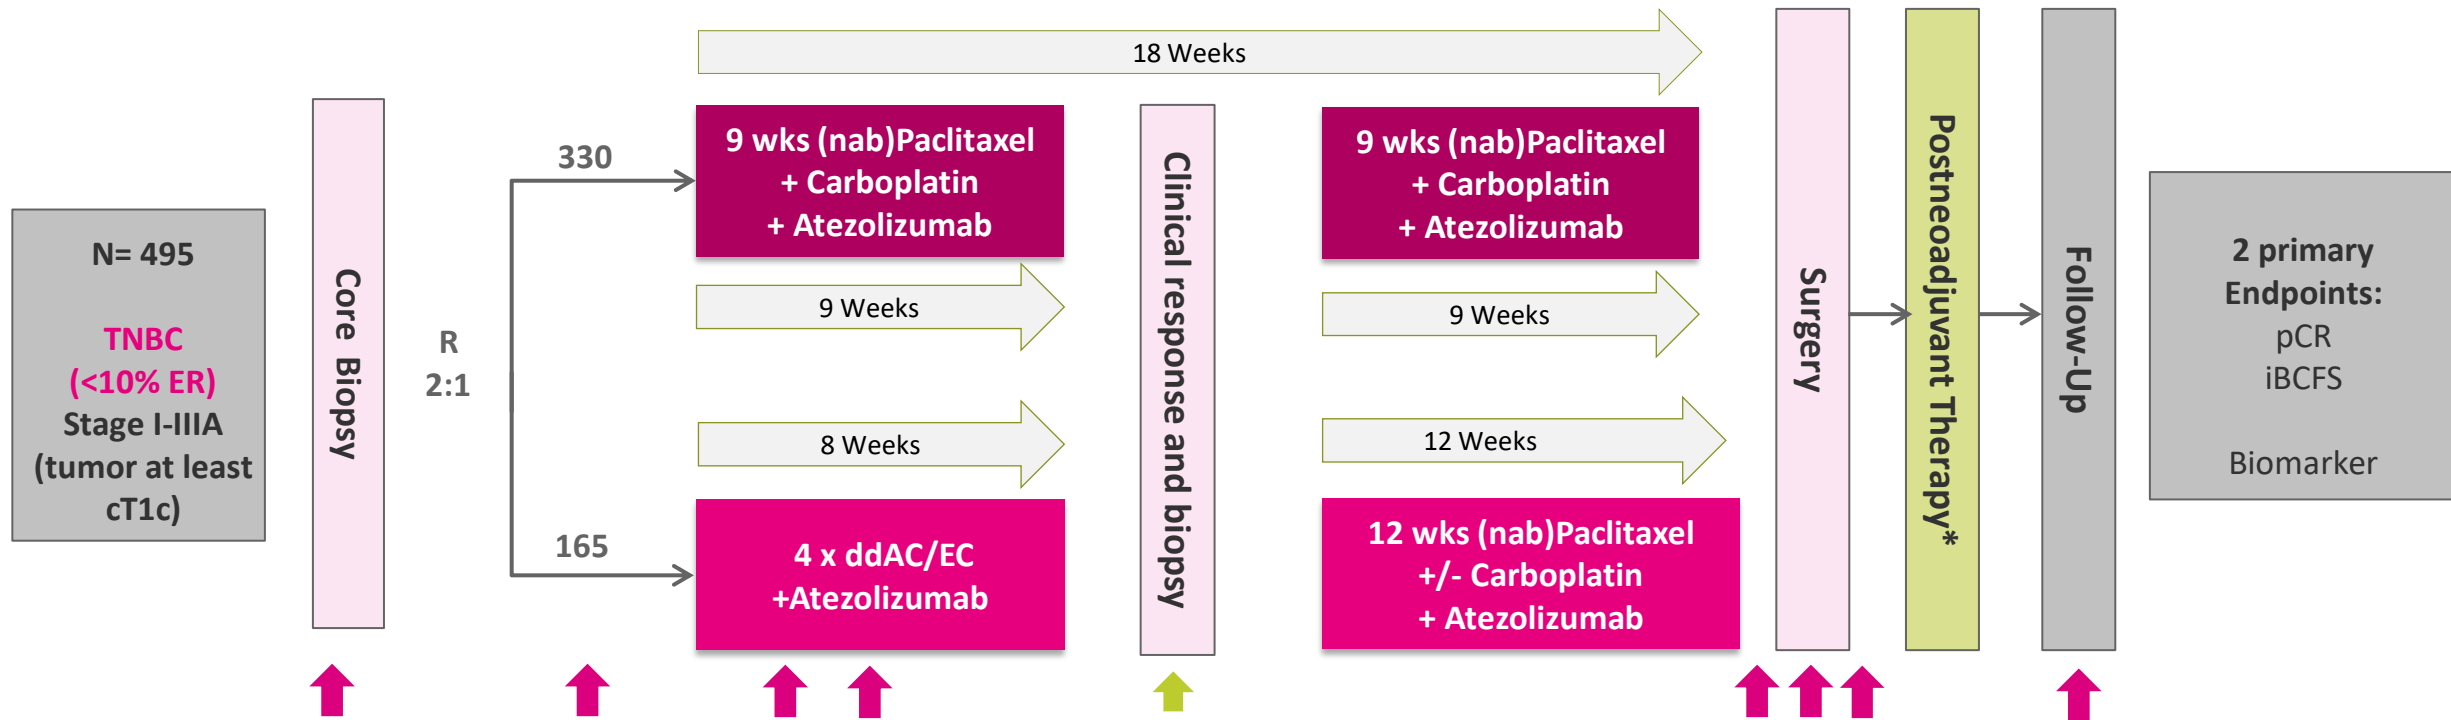 N= 495
TNBC
(<10% ER)
Stage I-IIIA
(tumor at least
cT1c)
Core Biopsy
R
2:1
330
165
18 Weeks
9 wks (nab)Paclitaxel
+ Carboplatin
+ Atezolizumab
9 Weeks
8 Weeks
4 x ddAC/EC
+Atezolizumab
Clinical response and biopsy
9 wks (nab)Paclitaxel
+ Carboplatin
+ Atezolizumab
9 Weeks
12 Weeks
12 wks (nab)Paclitaxel
+/- Carboplatin
+ Atezolizumab
Surgery
Postneoadjuvant Therapy*
Follow-Up
2 primary
Endpoints:
pCR
iBCFS
Biomarker